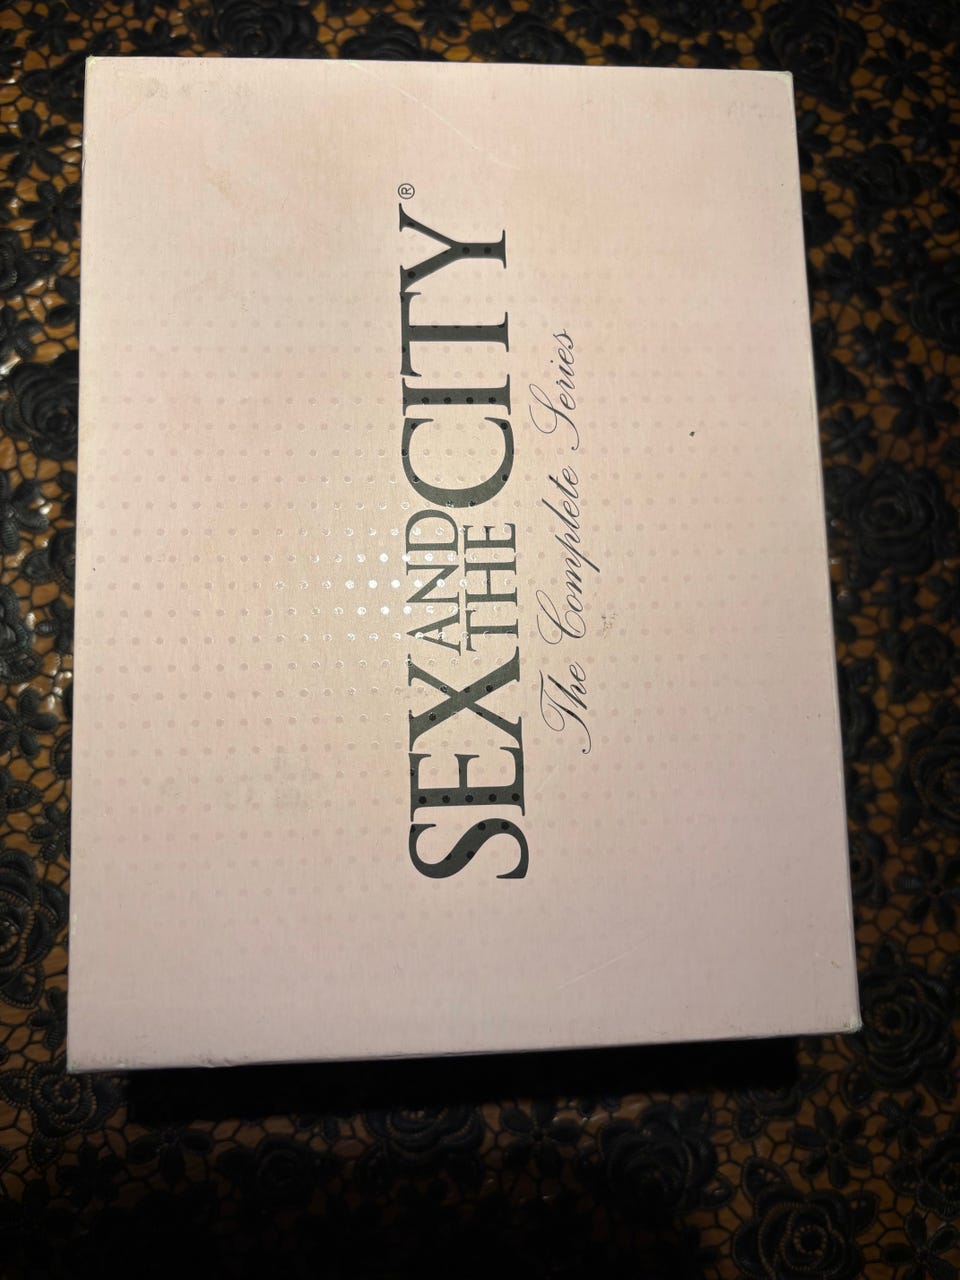 SEX AND THE CITY®
The Complete Series